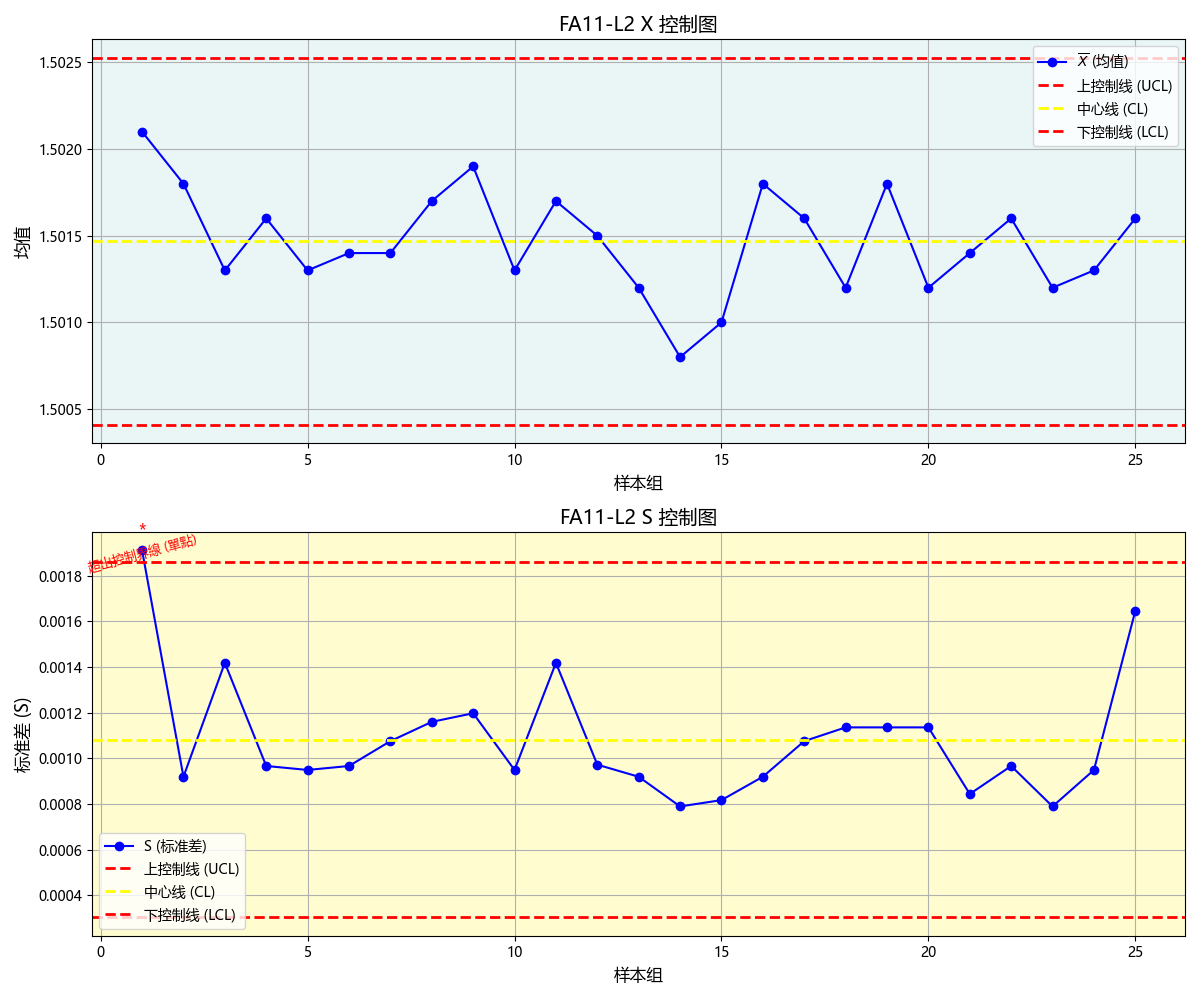 FA11-L2 X 控制图
1.5025
1.5020
1.5015
1.5010
1.5005
均值
X (均值)
上控制线 (UCL)
中心线 (CL)
下控制线 (LCL)
0 5 10 15 20 25
样本组
FA11-L2 S 控制图
*
超出控制界線 (單點)
0.0018
0.0016
0.0014
0.0012
0.0010
0.0008
0.0006
0.0004
标准差 (S)
S (标准差)
上控制线 (UCL)
中心线 (CL)
下控制线 (LCL)
0 5 10 15 20 25
样本组